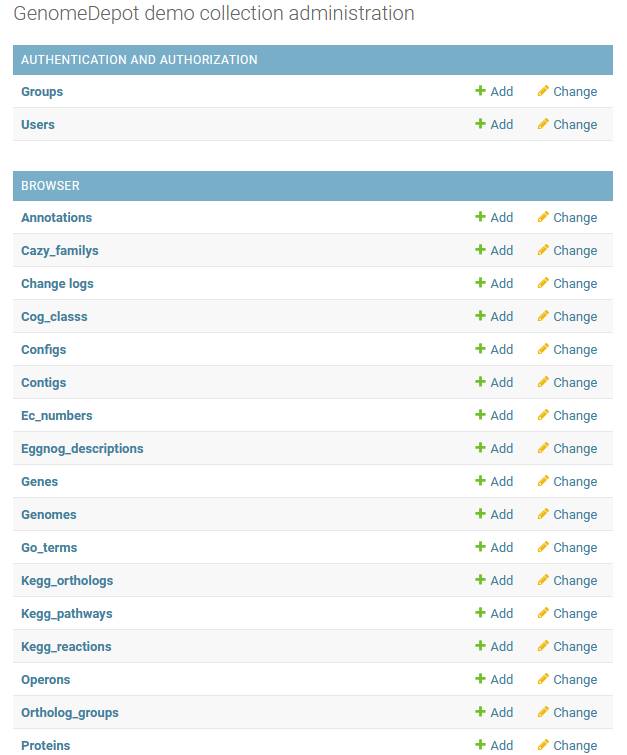 GenomeDepot demo collection administration
AUTHENTICATION AND AUTHORIZATION
Groups Add Change
Users Add Change
BROWSER
Annotations Add Change
Cazy_familys Add Change
Change logs Add Change
Cog_classs Add Change
Configs Add Change
Contigs Add Change
Ec_numbers Add Change
Eggnog_descriptions Add Change
Genes Add Change
Genomes Add Change
Go_terms Add Change
Kegg_orthologs Add Change
Kegg_pathways Add Change
Kegg_reactions Add Change
Operons Add Change
Ortholog_groups Add Change
Proteins Add Change